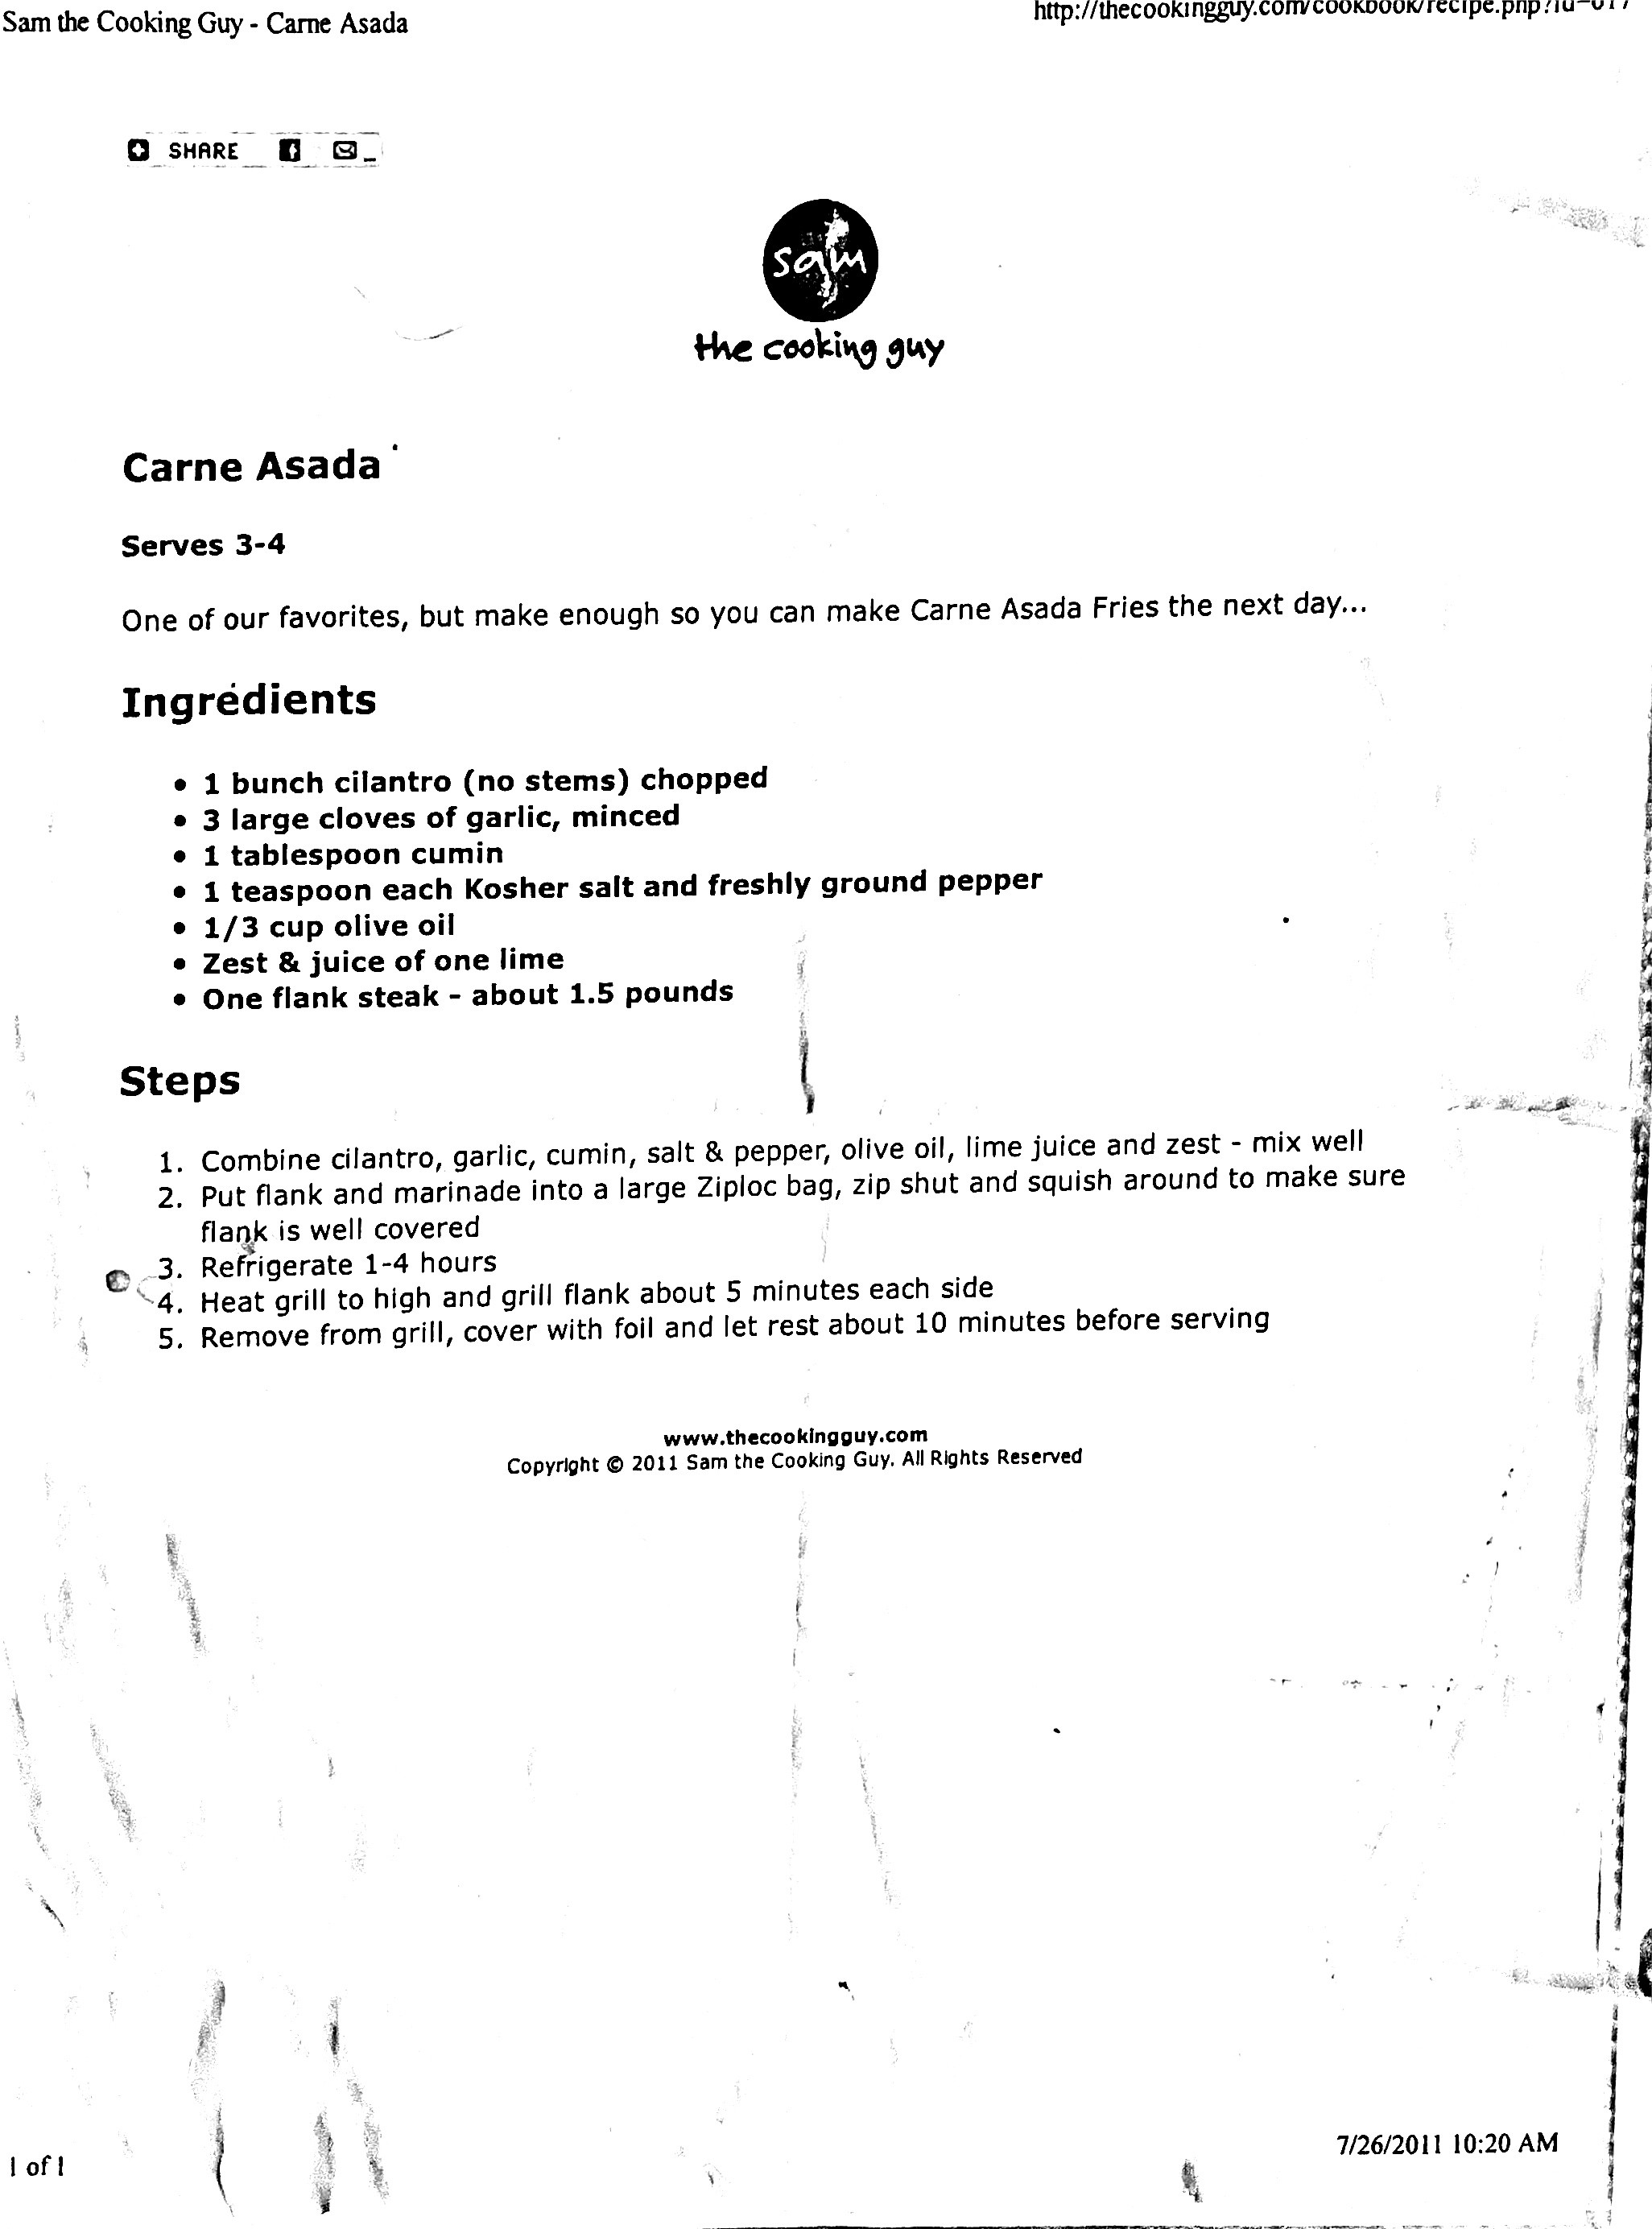 Sam the Cooking Guy - Carne Asada
http://thecookingguy.com/cookbook/recipe.php?id=
SHARE
sam
the cooking guy
Carne Asada
Serves 3-4
One of our favorites, but make enough so you can make Carne Asada Fries the next day...
Ingredients
• 1 bunch cilantro (no stems) chopped
• 3 large cloves of garlic, minced
• 1 tablespoon cumin
• 1 teaspoon each Kosher salt and freshly ground pepper
• 1/3 cup olive oil
• Zest & juice of one lime
• One flank steak - about 1.5 pounds
Steps
1. Combine cilantro, garlic, cumin, salt & pepper, olive oil, lime juice and zest - mix well
2. Put flank and marinade into a large Ziploc bag, zip shut and squish around to make sure
flank is well covered
3. Refrigerate 1-4 hours
4. Heat grill to high and grill flank about 5 minutes each side
5. Remove from grill, cover with foil and let rest about 10 minutes before serving
www.thecookingguy.com
Copyright © 2011 Sam the Cooking Guy. All Rights Reserved
1 of 1
7/26/2011 10:20 AM